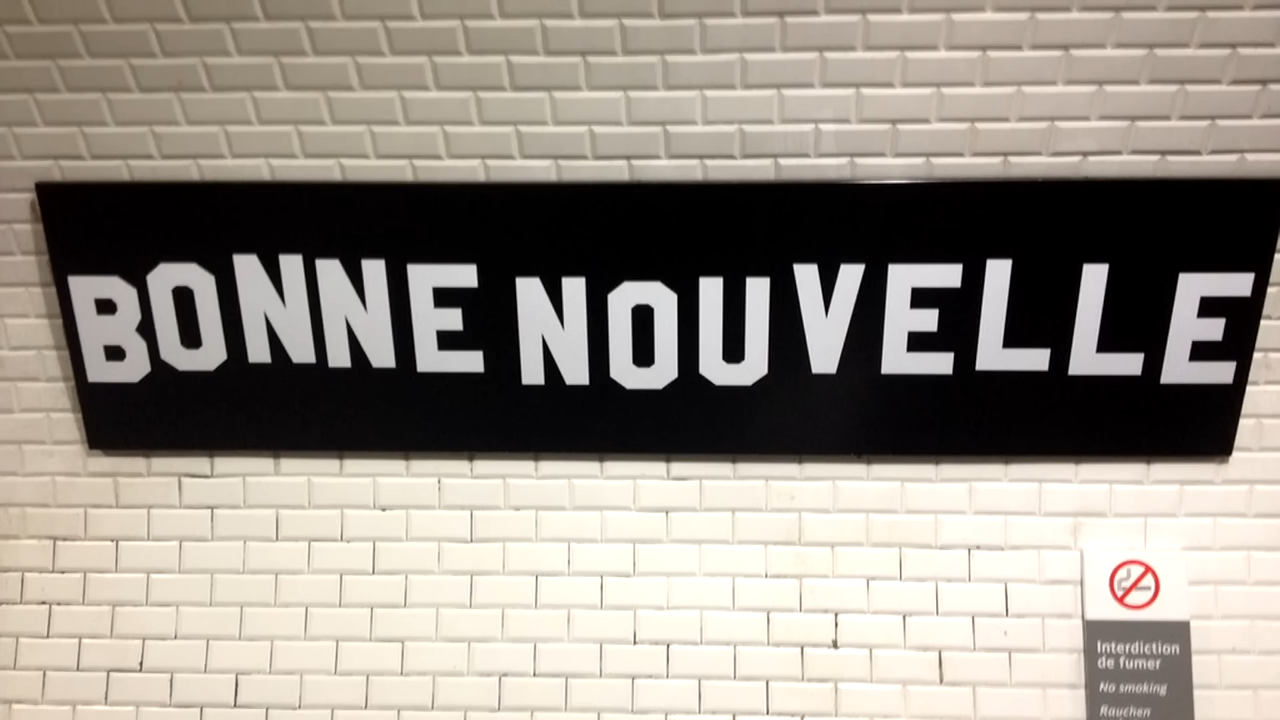 BONNE NOUVELLE
Interdiction
de fumer
No smoking
Rauchen